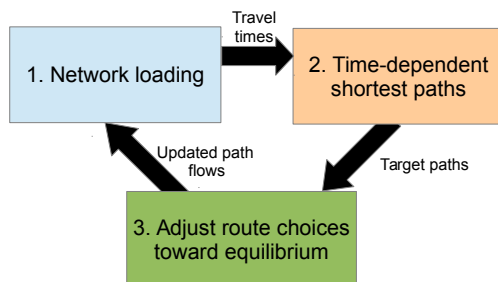 Travel
times
1. Network loading
2. Time-dependent
shortest paths
Updated path
flows
Target paths
3. Adjust route choices
toward equilibrium